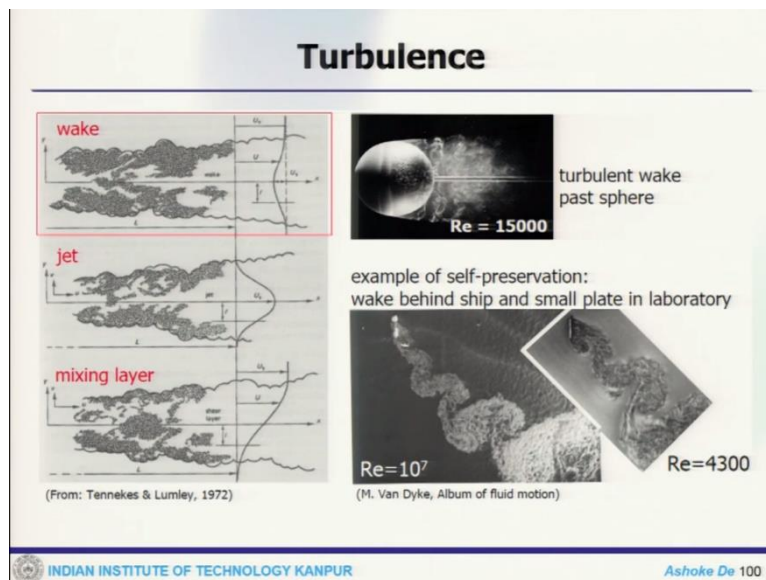 Turbulence
wake
jet
mixing layer
(From: Tennekes & Lumley, 1972)
Re = 15000
turbulent wake
past sphere
example of self-preservation:
wake behind ship and small plate in laboratory
Re=10⁷
Re=4300
(M. Van Dyke, Album of fluid motion)
INDIAN INSTITUTE OF TECHNOLOGY KANPUR
Ashoke De 100